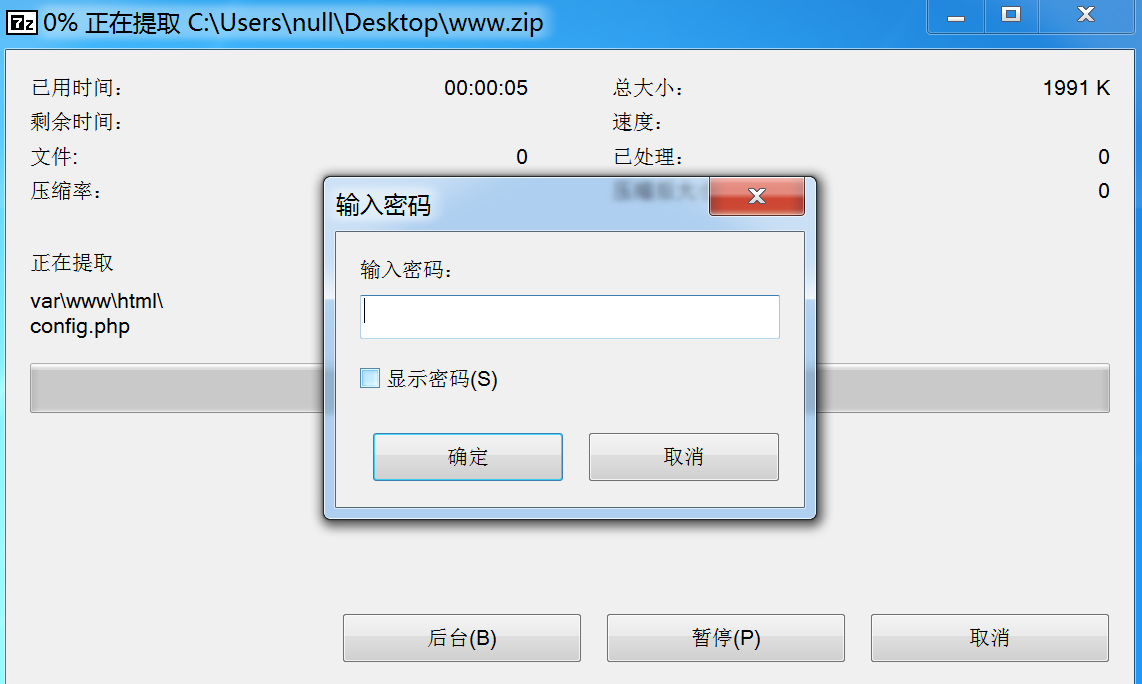 7z 0% 正在提取 C:\Users\null\Desktop\www.zip
已用时间: 00:00:05 总大小: 1991 K
剩余时间: 速度:
文件: 0 已处理: 0
压缩率: 0
输入密码
输入密码:
正在提取
var\www\html\
config.php
显示密码(S)
确定 取消
后台(B) 暂停(P) 取消